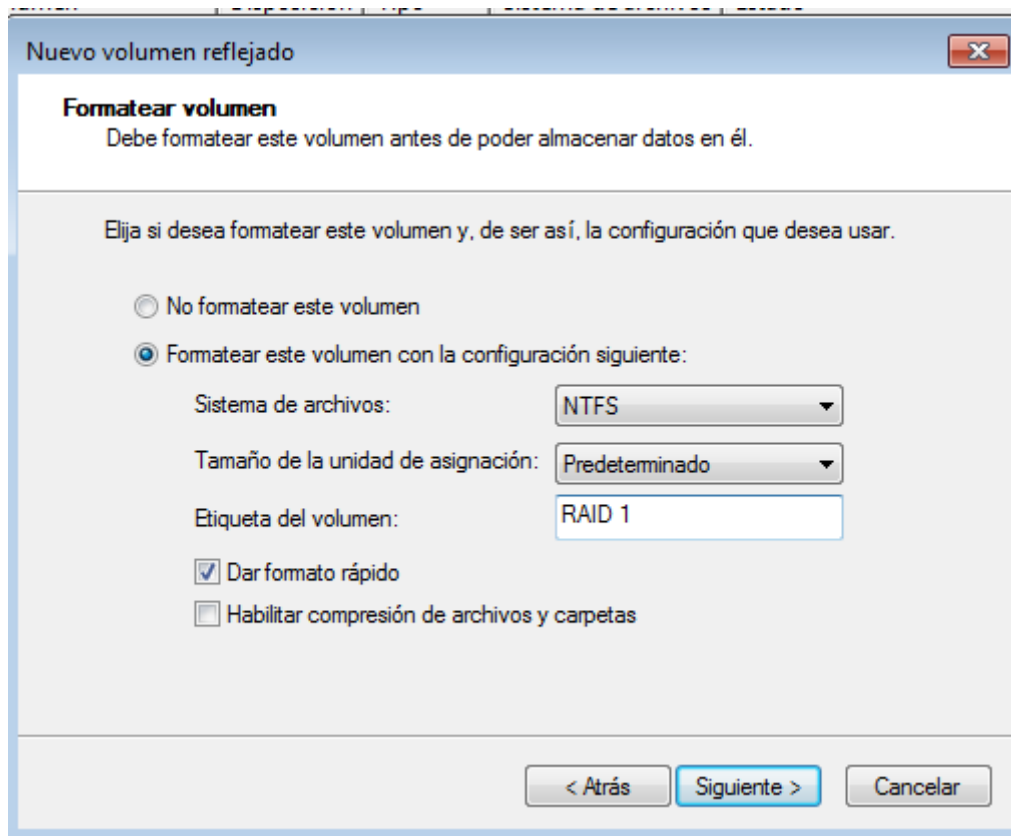 Nuevo volumen reflejado
Formatear volumen
Debe formatear este volumen antes de poder almacenar datos en él.
Elija si desea formatear este volumen y, de ser así, la configuración que desea usar.
No formatear este volumen
Formatear este volumen con la configuración siguiente:
Sistema de archivos: NTFS
Tamaño de la unidad de asignación: Predeterminado
Etiqueta del volumen: RAID 1
Dar formato rápido
Habilitar compresión de archivos y carpetas
< Atrás Siguiente > Cancelar